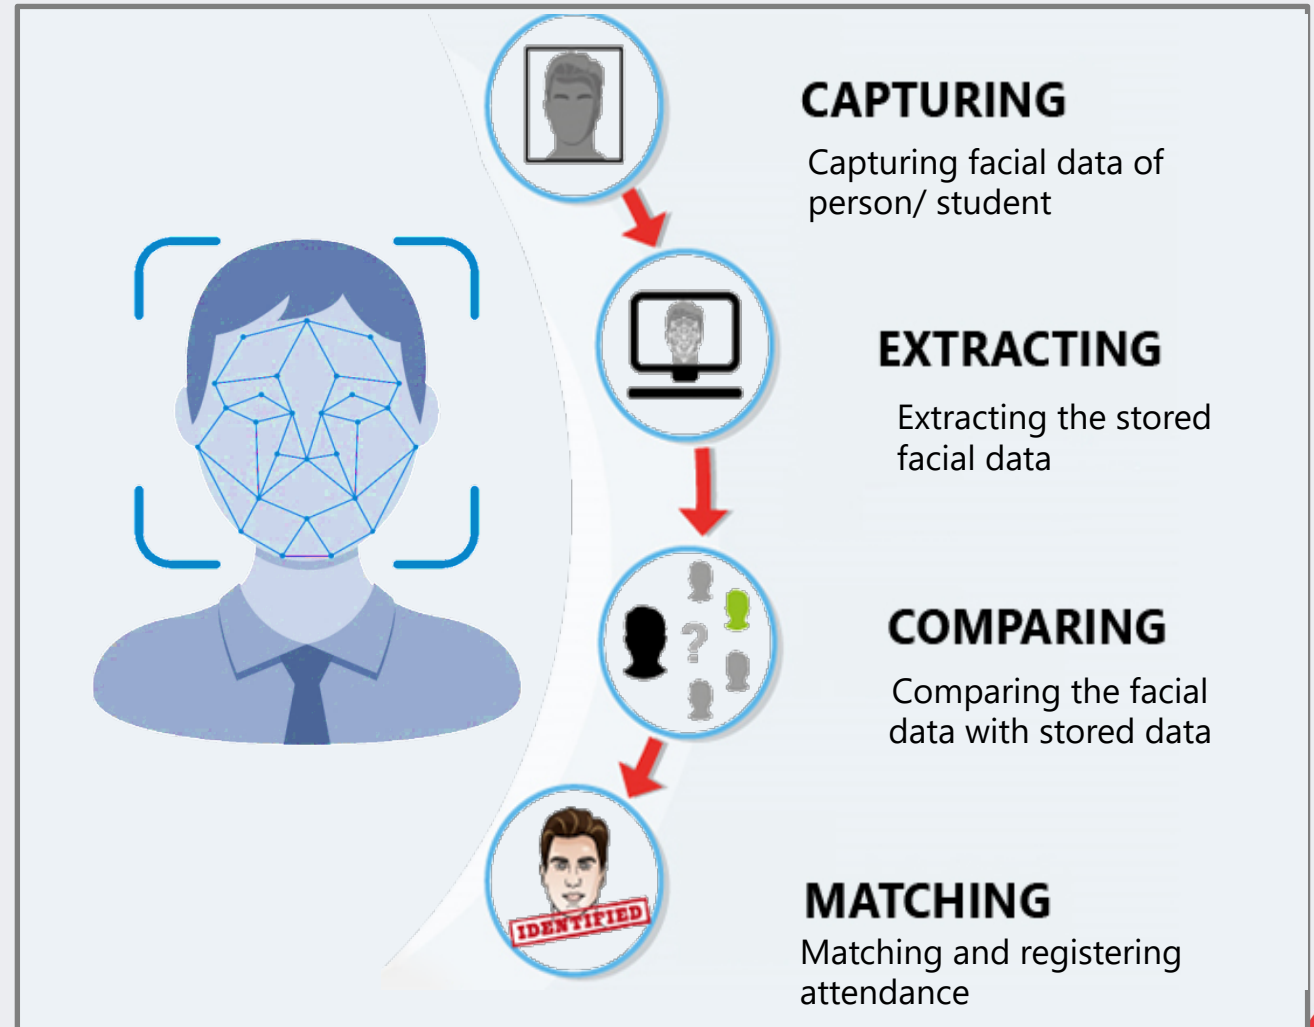 CAPTURING
Capturing facial data of
person/ student
EXTRACTING
Extracting the stored
facial data
?
COMPARING
Comparing the facial
data with stored data
IDENTIFIED
MATCHING
Matching and registering
attendance